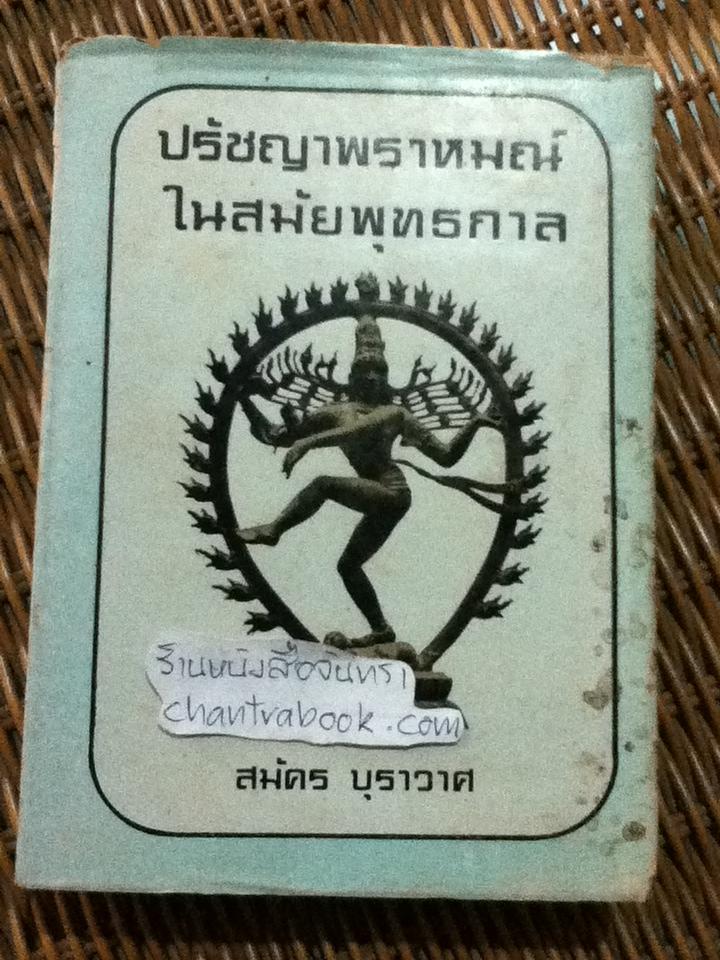 ปรัชญาพราหมณ์
ในสมัยพุทธกาล
ร้านหนังสือจันทรา
chantrabook.com
สมัคร บุราวาศ